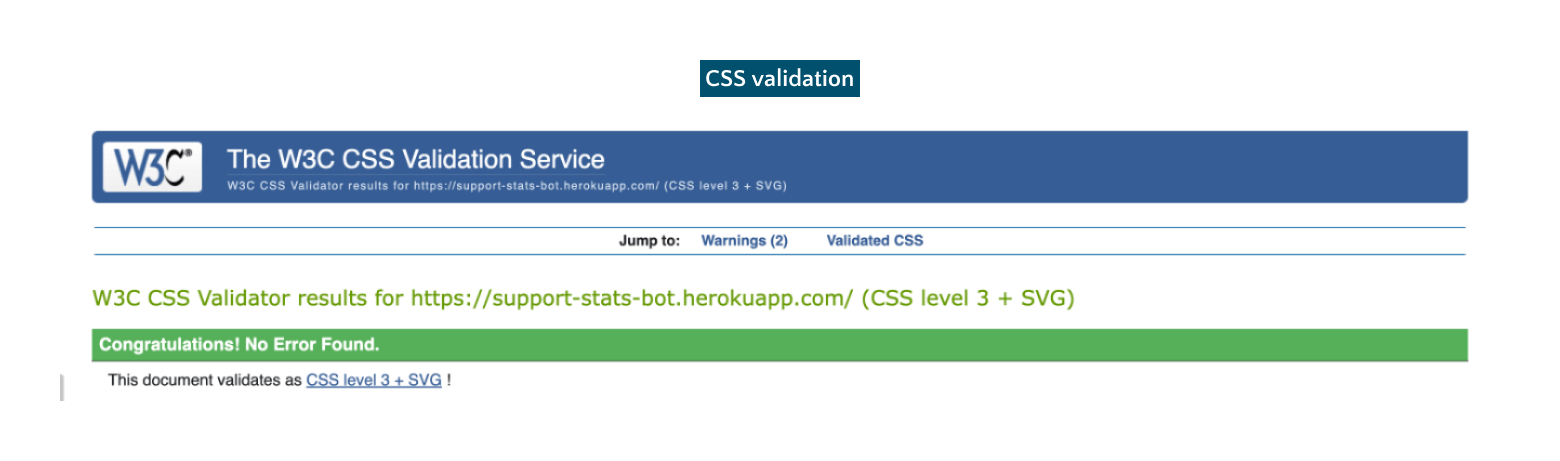 CSS validation
W3C®
The W3C CSS Validation Service
W3C CSS Validator results for https://support-stats-bot.herokuapp.com/ (CSS level 3 + SVG)
Jump to: Warnings (2) Validated CSS
W3C CSS Validator results for https://support-stats-bot.herokuapp.com/ (CSS level 3 + SVG)
Congratulations! No Error Found.
This document validates as CSS level 3 + SVG !